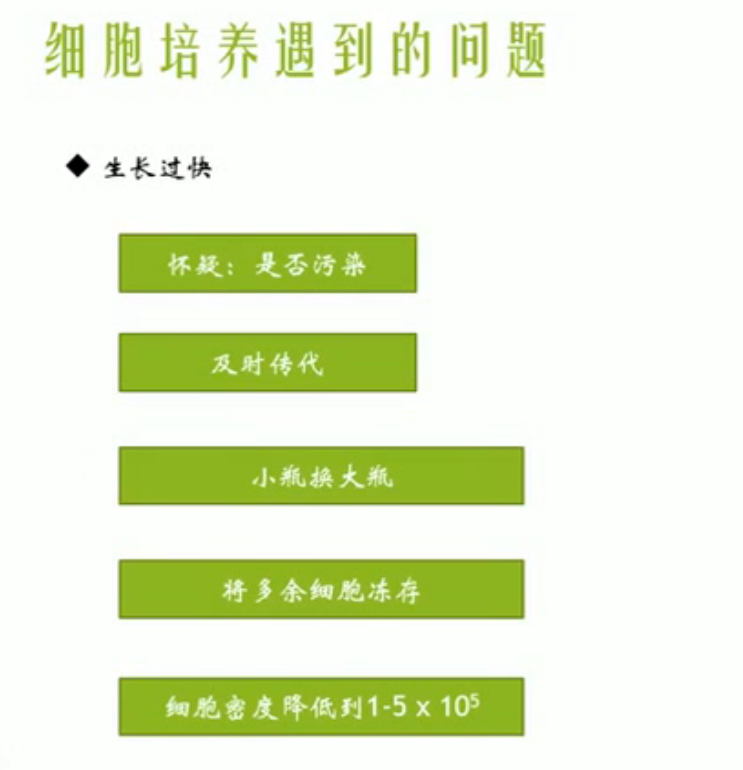 细胞培养遇到的问题
◆ 生长过快
怀疑：是否污染
及时传代
小瓶换大瓶
将多余细胞冻存
细胞密度降低到1-5 x 10⁵